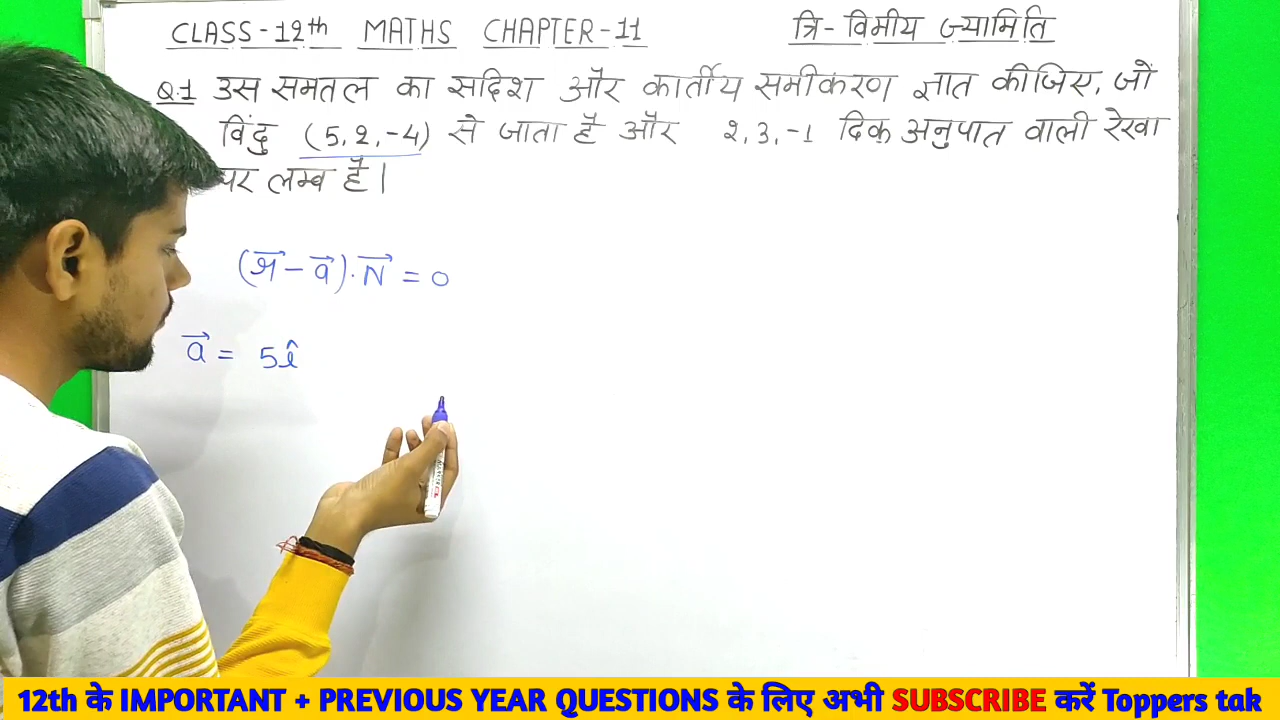 CLASS-12th MATHS CHAPTER-11 त्रि-विमीय ज्यामिति
Q.1 उस समतल का सदिश और कार्तीय समीकरण ज्ञात कीजिए, जों
विंदु (5,2,-4) से जाता है और 2,3,-1 दिक् अनुपात वाली रेखा
पर लम्ब है।
(r⃗ - a⃗).N⃗ = 0
a⃗ = 5î
12th के IMPORTANT + PREVIOUS YEAR QUESTIONS के लिए अभी SUBSCRIBE करें Toppers tak